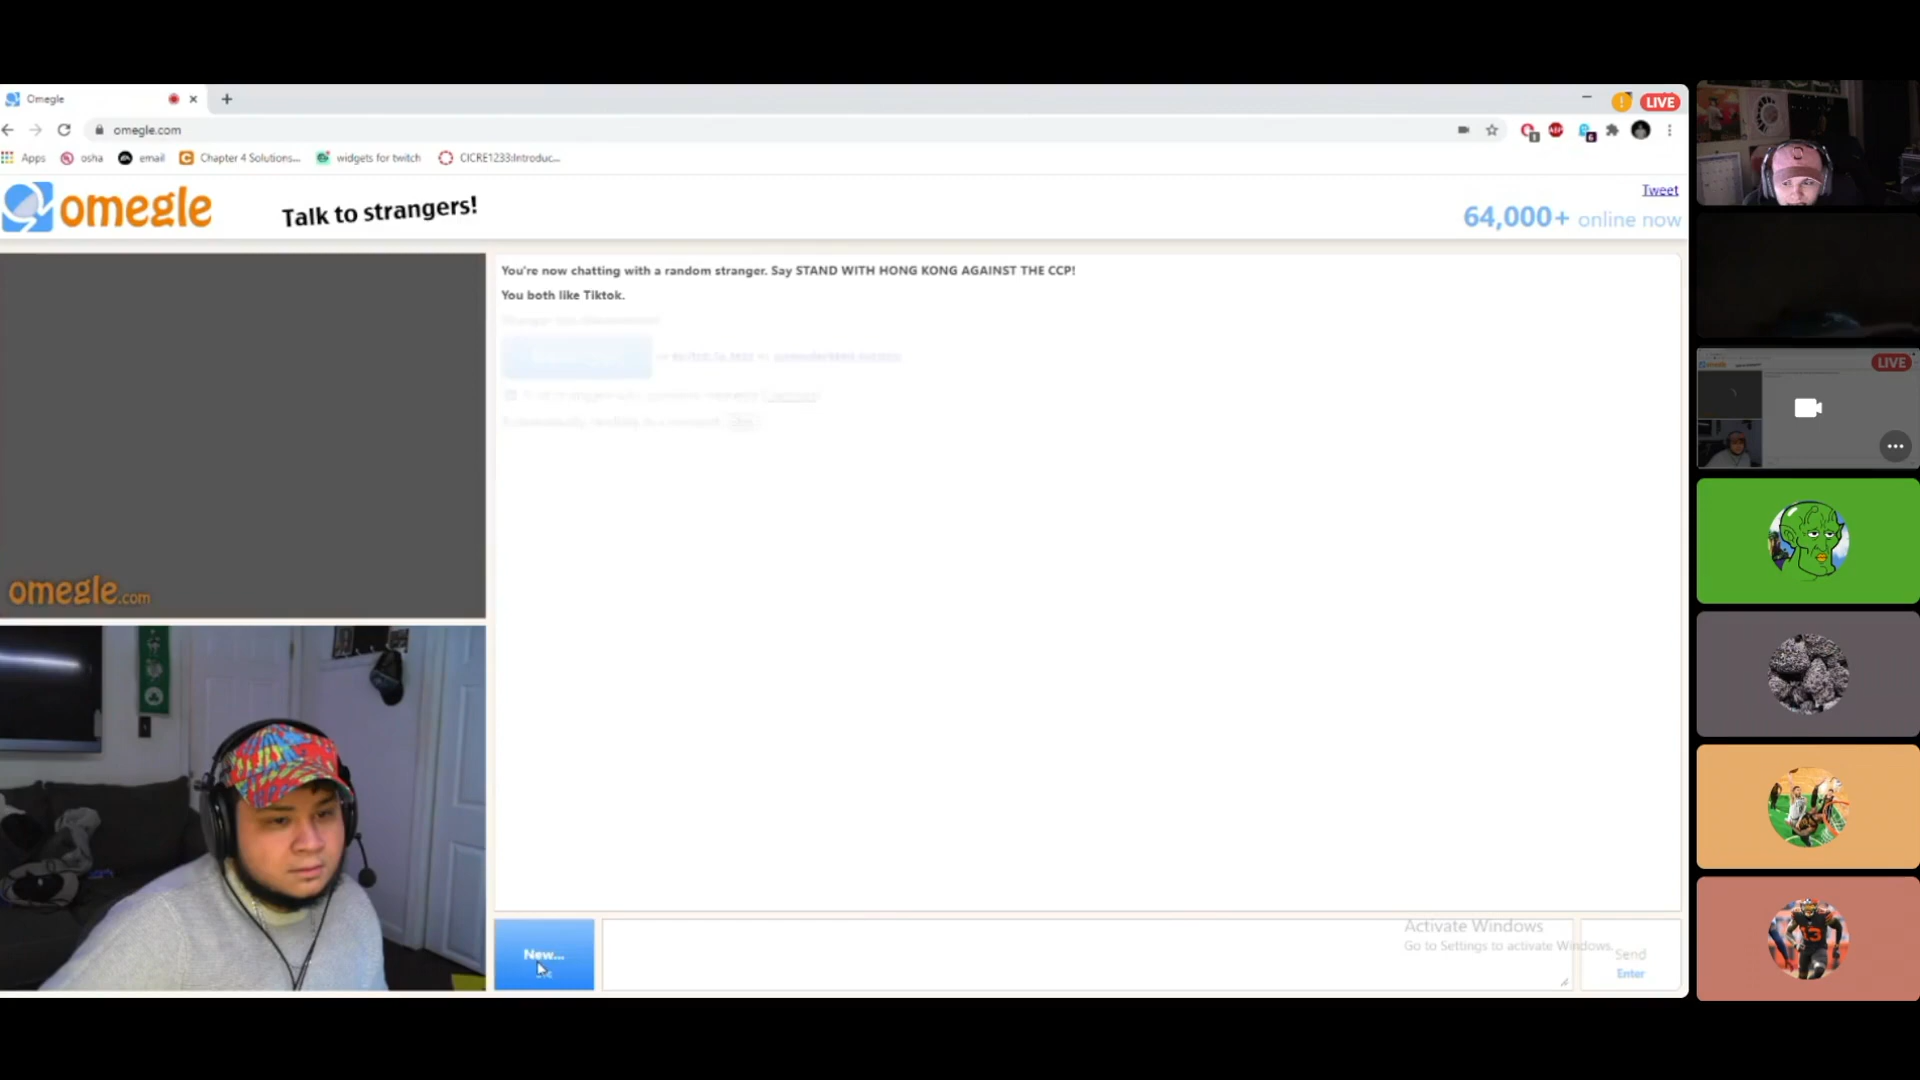 Omegle
LIVE
omegle.com
Apps
osha
email
Chapter 4 Solutions...
widgets for twitch
CICRE1233:Introduc...
omegle
Talk to strangers!
Tweet
64,000+ online now
You're now chatting with a random stranger. Say STAND WITH HONG KONG AGAINST THE CCP!
You both like Tiktok.
LIVE
omegle.com
New...
Activate Windows
Go to Settings to activate Windows.
Send
Enter
13